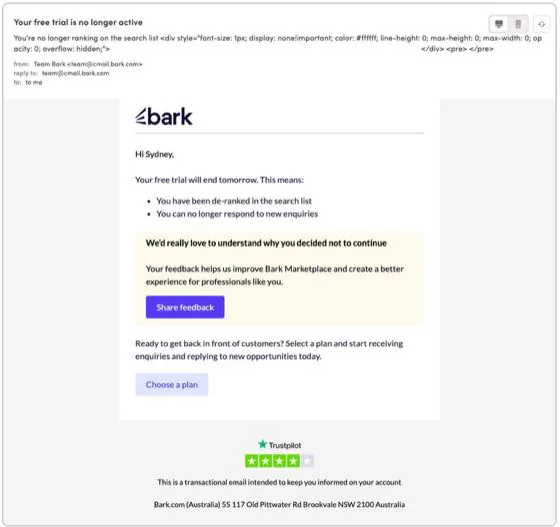 Your free trial is no longer active
You're no longer ranking on the search list <div style="font-size: 1px; display: none!important; color: #ffffff; line-height: 0; max-height: 0; max-width: 0; op
acity: 0; overflow: hidden;"> </div> <pre> </pre>
from: Team Bark <team@cmail.bark.com>
reply to: team@cmail.bark.com
to: to me
bark
Hi Sydney,
Your free trial will end tomorrow. This means:
• You have been de-ranked in the search list
• You can no longer respond to new enquiries
We'd really love to understand why you decided not to continue
Your feedback helps us improve Bark Marketplace and create a better
experience for professionals like you.
Share feedback
Ready to get back in front of customers? Select a plan and start receiving
enquiries and replying to new opportunities today.
Choose a plan
Trustpilot
This is a transactional email intended to keep you informed on your account
Bark.com (Australia) 55 117 Old Pittwater Rd Brookvale NSW 2100 Australia